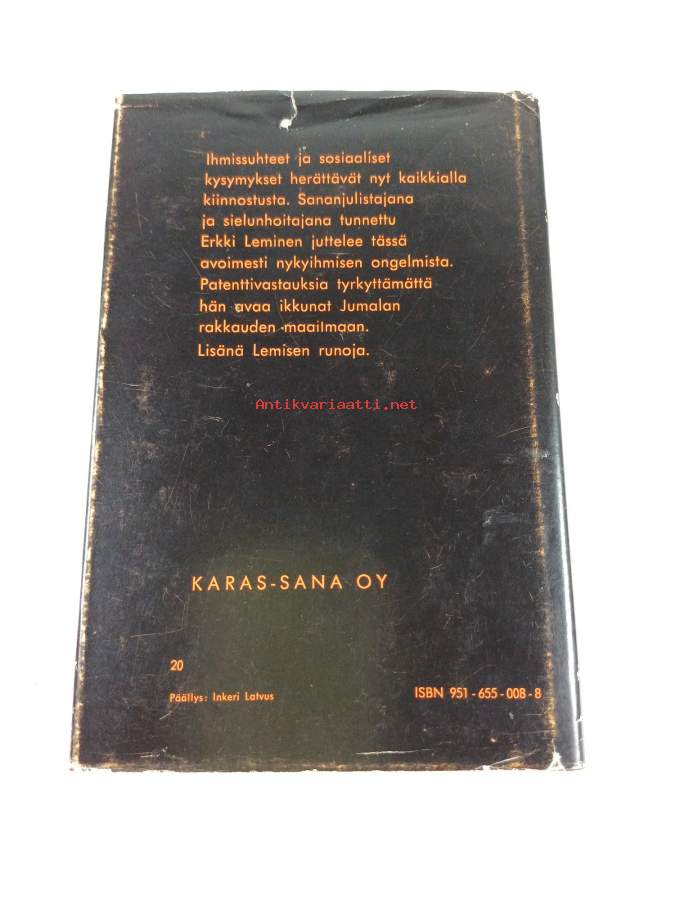 Ihmissuhteet ja sosiaaliset
kysymykset herättävät nyt kaikkialla
kiinnostusta. Sananjulistajana
ja sielunhoitajana tunnettu
Erkki Leminen juttelee tässä
avoimesti nykyihmisen ongelmista.
Patenttivastauksia tyrkyttämättä
hän avaa ikkunat Jumalan
rakkauden maailmaan.
Lisänä Lemisen runoja.
Antikvariaatti.net
KARAS-SANA OY
20
Päällys: Inkeri Latvus
ISBN 951-655-008-8